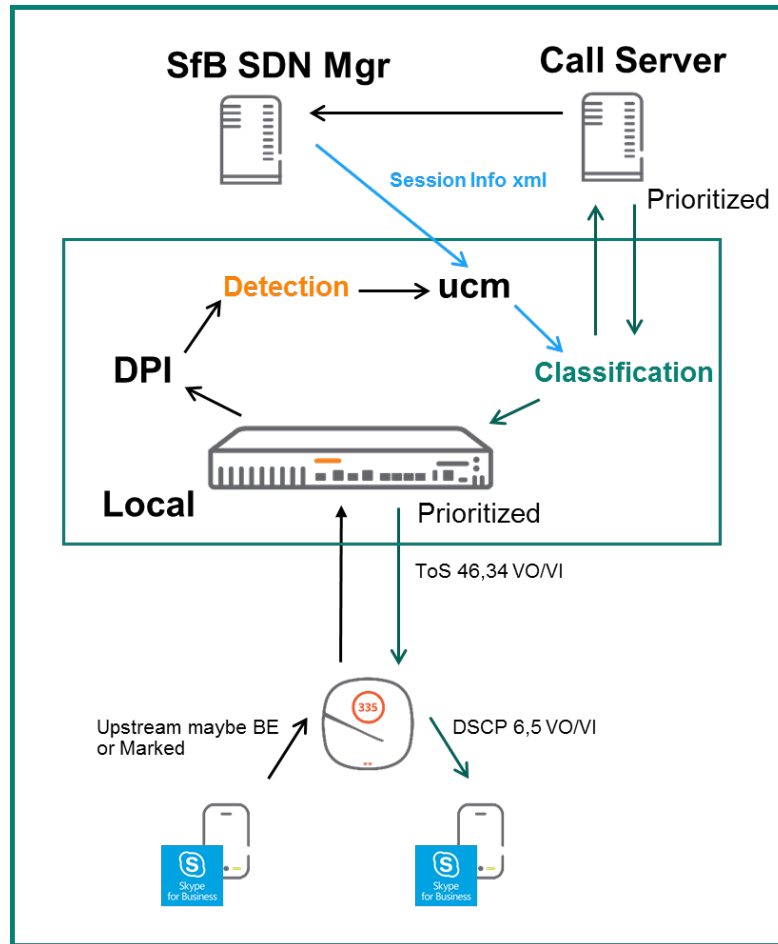 SfB SDN Mgr
Call Server
Session Info xml
Prioritized
Detection
ucm
DPI
Classification
Local
Prioritized
ToS 46,34 VO/VI
335
Upstream maybe BE
or Marked
DSCP 6,5 VO/VI
S
Skype
for Business
S
Skype
for Business